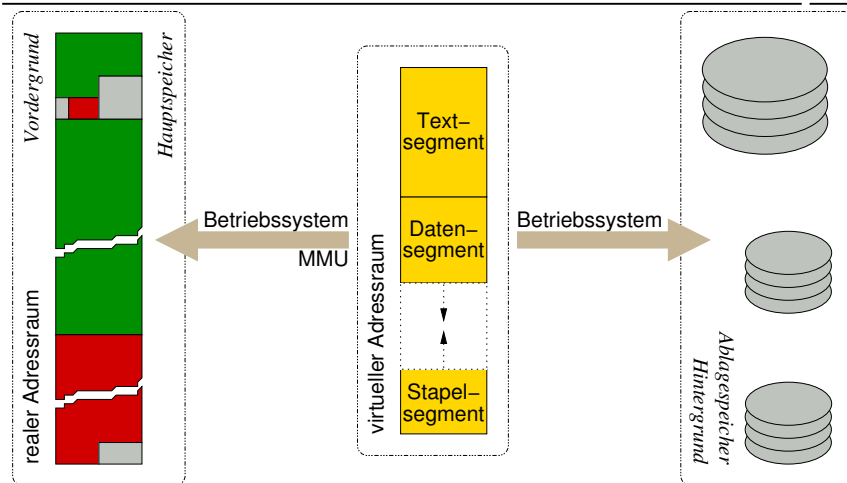 Vordergrund
Hauptspeicher
realer Adressraum
Betriebssystem
MMU
virtueller Adressraum
Text–
segment
Daten–
segment
Stapel–
segment
Betriebssystem
Ablagespeicher
Hintergrund